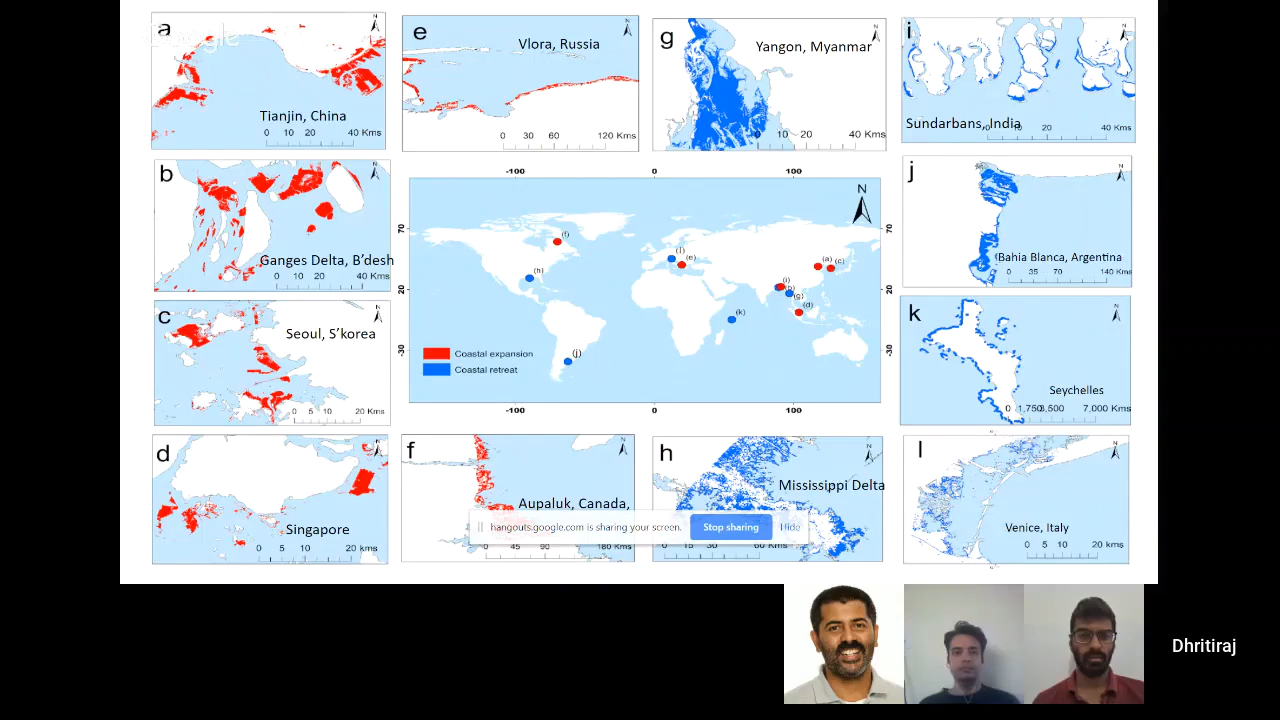 Google
a
Tianjin, China
0 10 20 40 Kms
N
e
Vlora, Russia
0 30 60 120 Kms
N
g
Yangon, Myanmar
0 10 20 40 Kms
N
i
Sundarbans, India
0 10 20 40 Kms
N
b
Ganges Delta, B'desh
0 10 20 40 Kms
N
-100 0 100
N
70 70
20 20
-30 -30
(f)
(h)
(j)
(l)
(e)
(k)
(i)
(b)
(g)
(a)
(c)
(d)
Coastal expansion
Coastal retreat
-100 0 100
j
Bahia Blanca, Argentina
0 35 70 140 Kms
N
c
Seoul, S'korea
0 5 10 20 Kms
N
k
Seychelles
7,000 Kms
N
d
Singapore
0 5 10 20 kms
N
f
Aupaluk, Canada,
0 45 90 180 Kms
N
h
Mississippi Delta
0 15 30 60 Kms
N
l
Venice, Italy
0 5 10 20 Kms
N
hangouts.google.com is sharing your screen.
Stop sharing
Hide
Dhritiraj